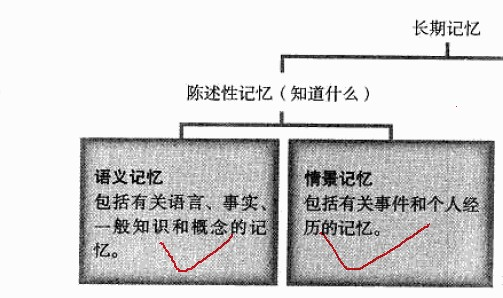 长期记忆
陈述性记忆（知道什么）
语义记忆
包括有关语言、事实、
一般知识和概念的记
忆。
情景记忆
包括有关事件和个人经
历的记忆。